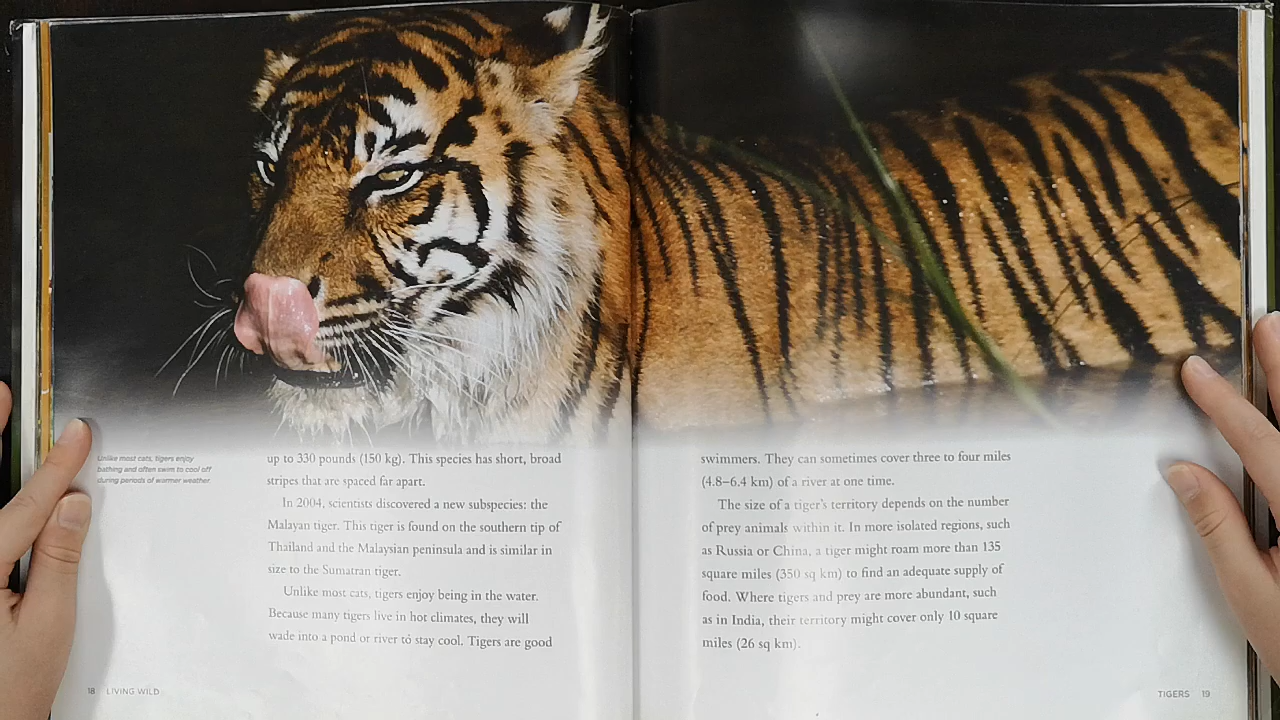 Unlike most cats, tigers enjoy
bathing and often swim to cool off
during periods of warmer weather.
up to 330 pounds (150 kg). This species has short, broad
stripes that are spaced far apart.
In 2004, scientists discovered a new subspecies: the
Malayan tiger. This tiger is found on the southern tip of
Thailand and the Malaysian peninsula and is similar in
size to the Sumatran tiger.
Unlike most cats, tigers enjoy being in the water.
Because many tigers live in hot climates, they will
wade into a pond or river to stay cool. Tigers are good
18 LIVING WILD
swimmers. They can sometimes cover three to four miles
(4.8–6.4 km) of a river at one time.
The size of a tiger's territory depends on the number
of prey animals within it. In more isolated regions, such
as Russia or China, a tiger might roam more than 135
square miles (350 sq km) to find an adequate supply of
food. Where tigers and prey are more abundant, such
as in India, their territory might cover only 10 square
miles (26 sq km).
TIGERS 19